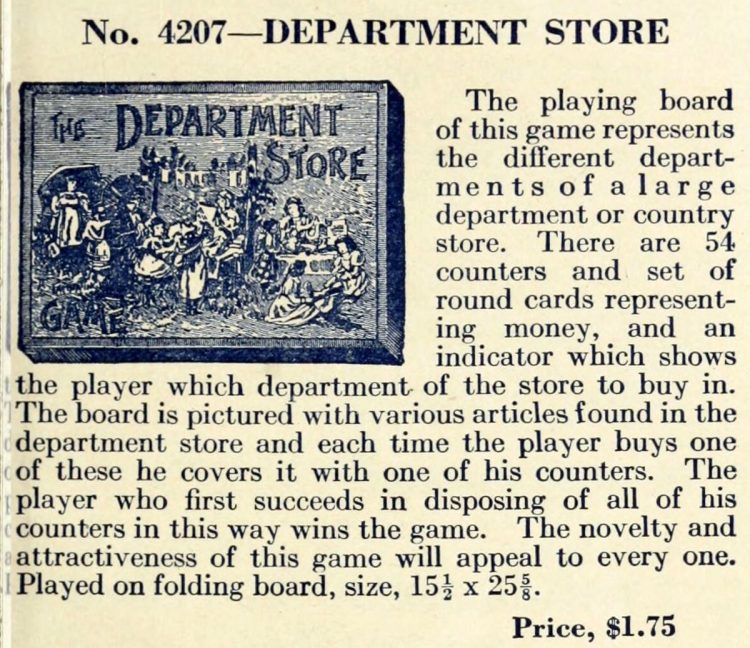 No. 4207—DEPARTMENT STORE
THE DEPARTMENT
STORE
GAME
The playing board
of this game represents
the different depart-
ments of a large
department or country
store. There are 54
counters and set of
round cards represent-
ing money, and an
indicator which shows
the player which department of the store to buy in.
The board is pictured with various articles found in the
department store and each time the player buys one
of these he covers it with one of his counters. The
player who first succeeds in disposing of all of his
counters in this way wins the game. The novelty and
attractiveness of this game will appeal to every one.
Played on folding board, size, 15½ x 25⅝.
Price, $1.75